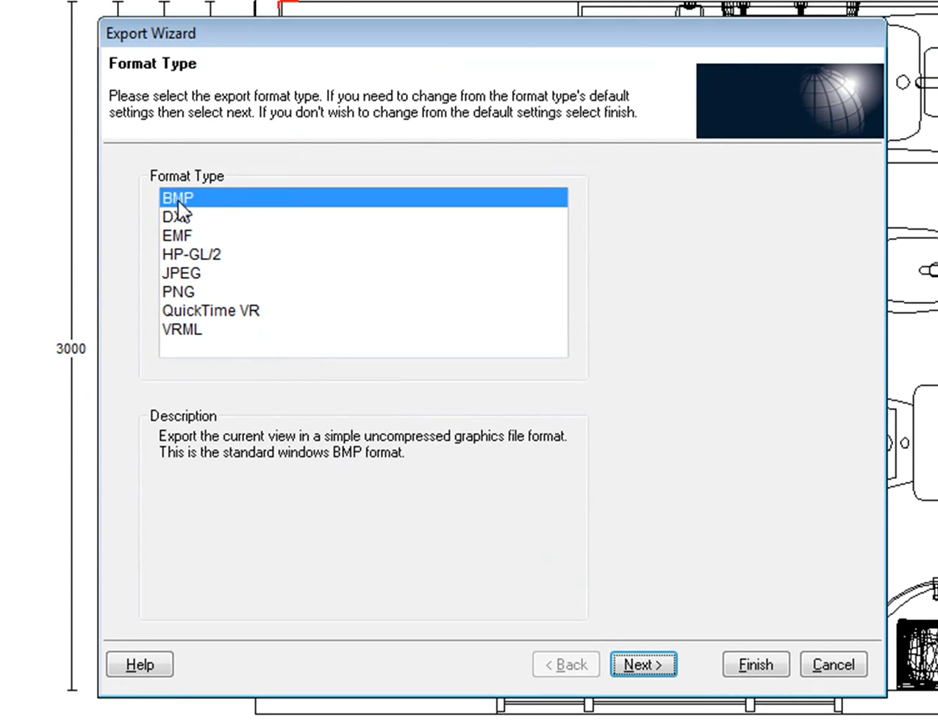 Export Wizard
Format Type
Please select the export format type. If you need to change from the format type's default
settings then select next. If you don't wish to change from the default settings select finish.
Format Type
BMP
DXF
EMF
HP-GL/2
JPEG
PNG
QuickTime VR
VRML
3000
Description
Export the current view in a simple uncompressed graphics file format.
This is the standard windows BMP format.
Help
< Back
Next >
Finish
Cancel